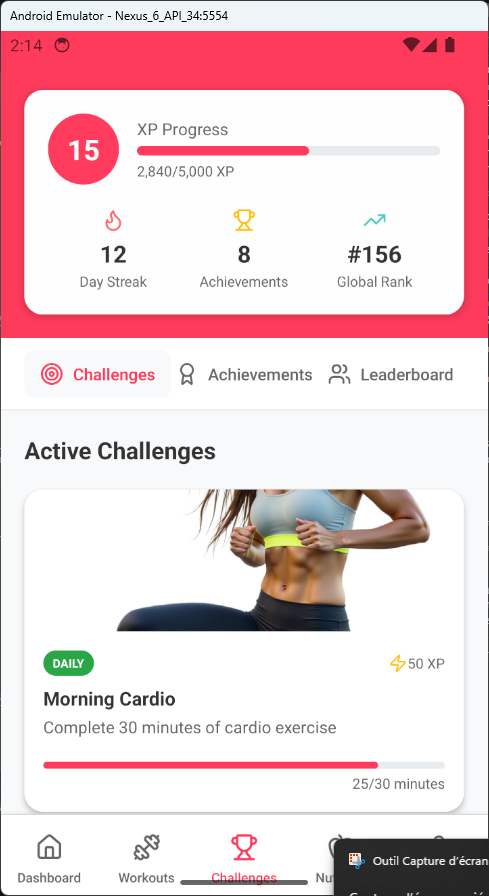 Android Emulator - Nexus_6_API_34:5554
2:14
15
XP Progress
2,840/5,000 XP
12
8
#156
Day Streak
Achievements
Global Rank
Challenges
Achievements
Leaderboard
Active Challenges
DAILY
50 XP
Morning Cardio
Complete 30 minutes of cardio exercise
25/30 minutes
Dashboard
Workouts
Challenges
Outil Capture d'écran